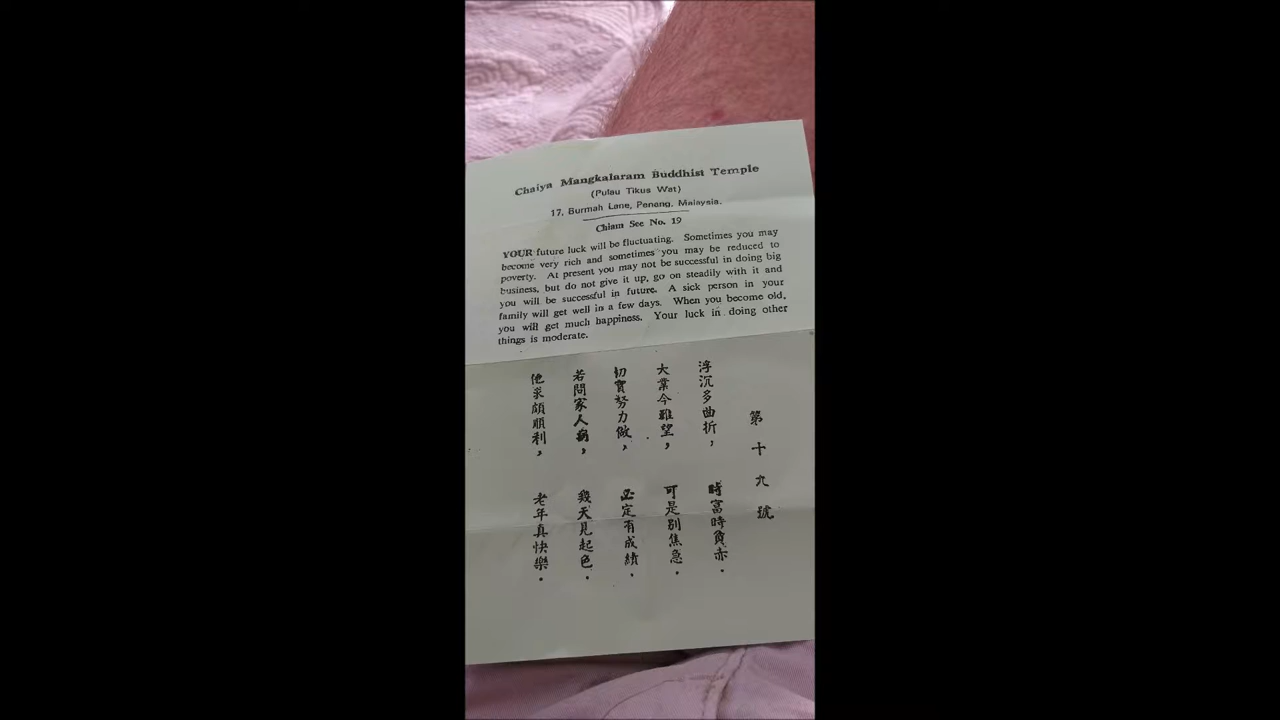 Chaiya Mangkalaram Buddhist Temple
(Pulau Tikus Wat)
17, Burmah Lane, Penang, Malaysia.
Chiam See No. 19
YOUR future luck will be fluctuating. Sometimes you may
become very rich and sometimes you may be reduced to
poverty. At present you may not be successful in doing big
business, but do not give it up, go on steadily with it and
you will be successful in future. A sick person in your
family will get well in a few days. When you become old,
you will get much happiness. Your luck in doing other
things is moderate.
第十九號
浮沉多曲折，時富時負赤．
大業今難望，可是別焦急．
切實努力做，必定有成績．
若問家人病，幾天見起色．
他求頗順利，老年真快樂．